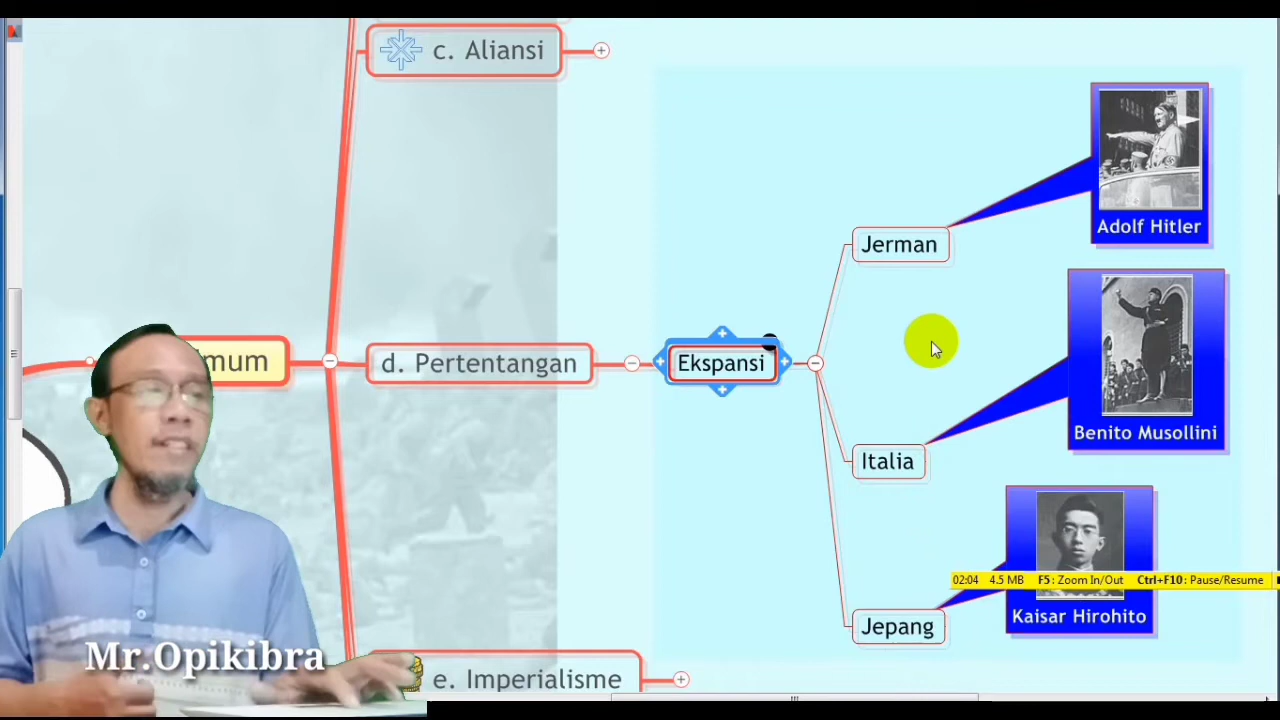 c. Aliansi
Adolf Hitler
Jerman
mum
d. Pertentangan
Ekspansi
Benito Musollini
Italia
02:04 4.5 MB F5: Zoom In/Out Ctrl+F10: Pause/Resume
Kaisar Hirohito
Jepang
Mr.Opikibra
e. Imperialisme